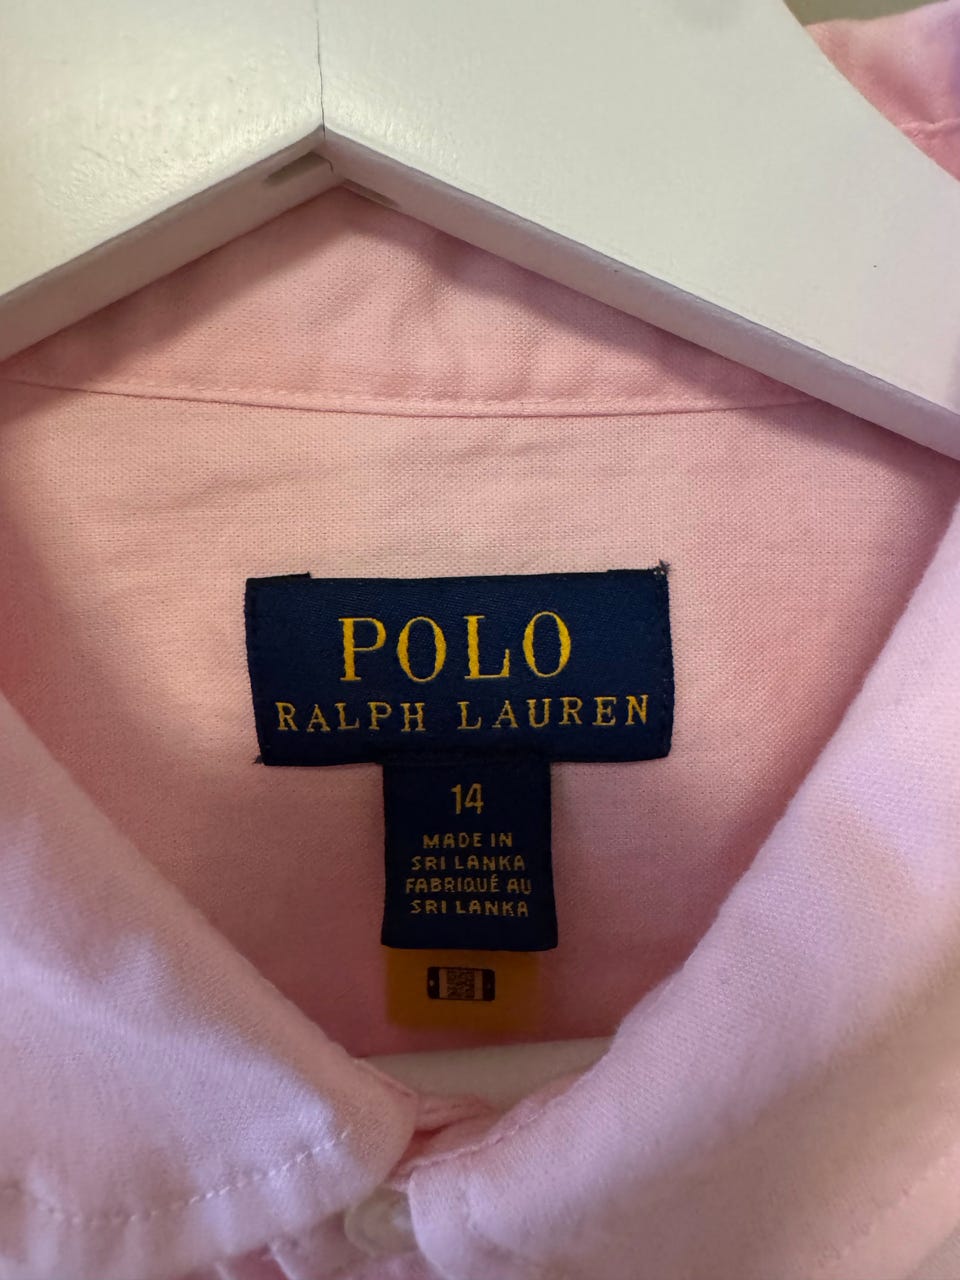 POLO
RALPH LAUREN
14
MADE IN
SRI LANKA
FABRIQUÉ AU
SRI LANKA